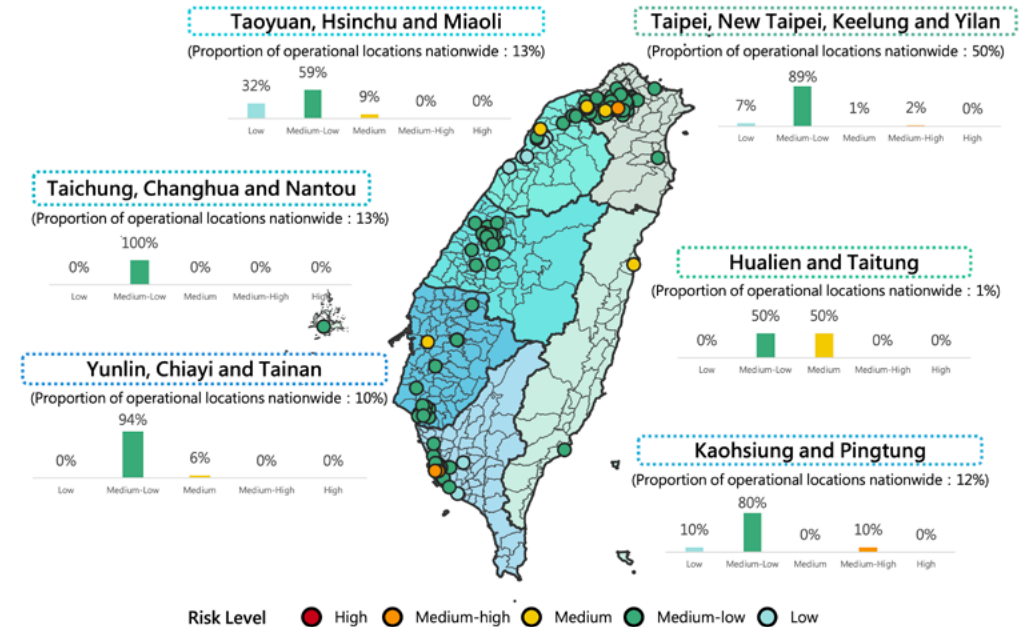 Taoyuan, Hsinchu and Miaoli
(Proportion of operational locations nationwide : 13%)
32% 59% 9% 0% 0%
Low Medium-Low Medium Medium-High High
Taipei, New Taipei, Keelung and Yilan
(Proportion of operational locations nationwide : 50%)
7% 89% 1% 2% 0%
Low Medium-Low Medium Medium-High High
Taichung, Changhua and Nantou
(Proportion of operational locations nationwide : 13%)
0% 100% 0% 0% 0%
Low Medium-Low Medium Medium-High High
Hualien and Taitung
(Proportion of operational locations nationwide : 1%)
0% 50% 50% 0% 0%
Low Medium-Low Medium Medium-High High
Yunlin, Chiayi and Tainan
(Proportion of operational locations nationwide : 10%)
0% 94% 6% 0% 0%
Low Medium-Low Medium Medium-High High
Kaohsiung and Pingtung
(Proportion of operational locations nationwide : 12%)
10% 80% 0% 10% 0%
Low Medium-Low Medium Medium-High High
Risk Level High Medium-high Medium Medium-low Low